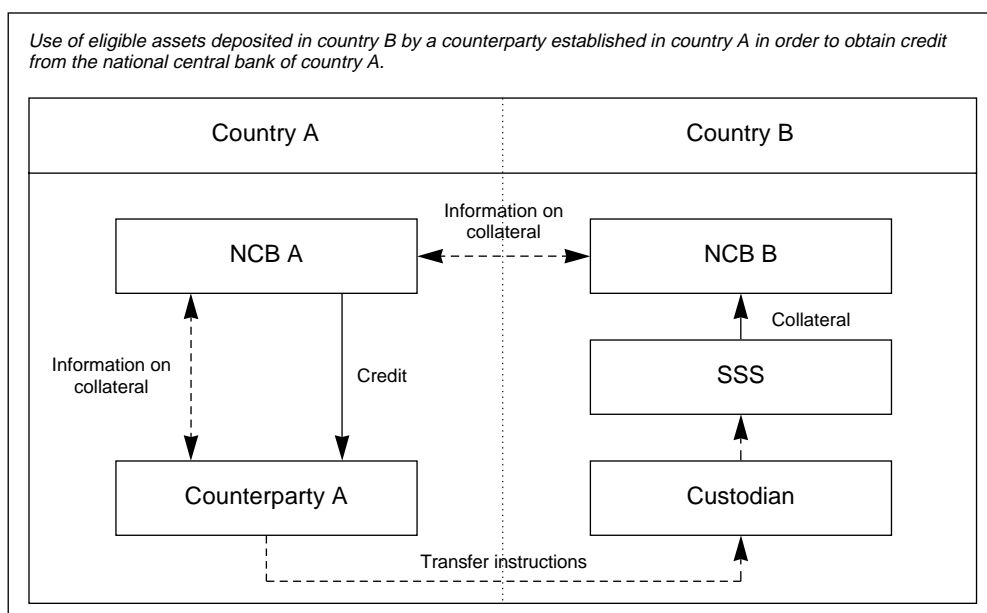 Use of eligible assets deposited in country B by a counterparty established in country A in order to obtain credit
from the national central bank of country A.
Country A
Country B
Information on
collateral
NCB A
NCB B
Collateral
Information on
collateral
Credit
SSS
Counterparty A
Custodian
Transfer instructions